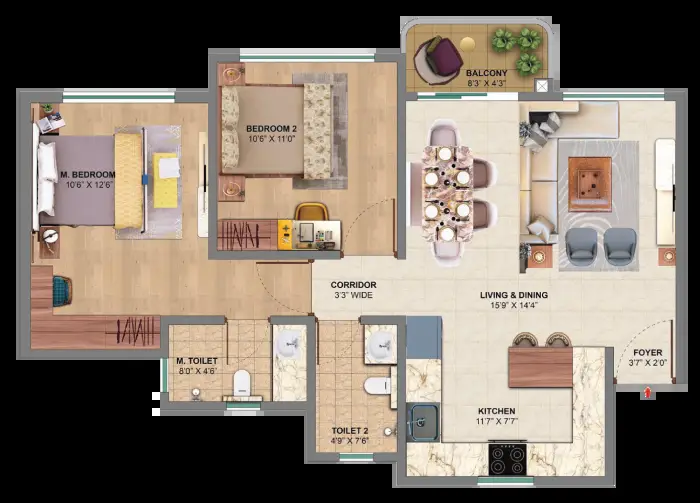 BALCONY
8'3" X 4'3"
BEDROOM 2
10'6" X 11'0"
M. BEDROOM
10'6" X 12'6"
CORRIDOR
3'3" WIDE
LIVING & DINING
15'9" X 14'4"
FOYER
3'7" X 2'0"
M. TOILET
8'0" X 4'6"
TOILET 2
4'9" X 7'6"
KITCHEN
11'7" X 7'7"